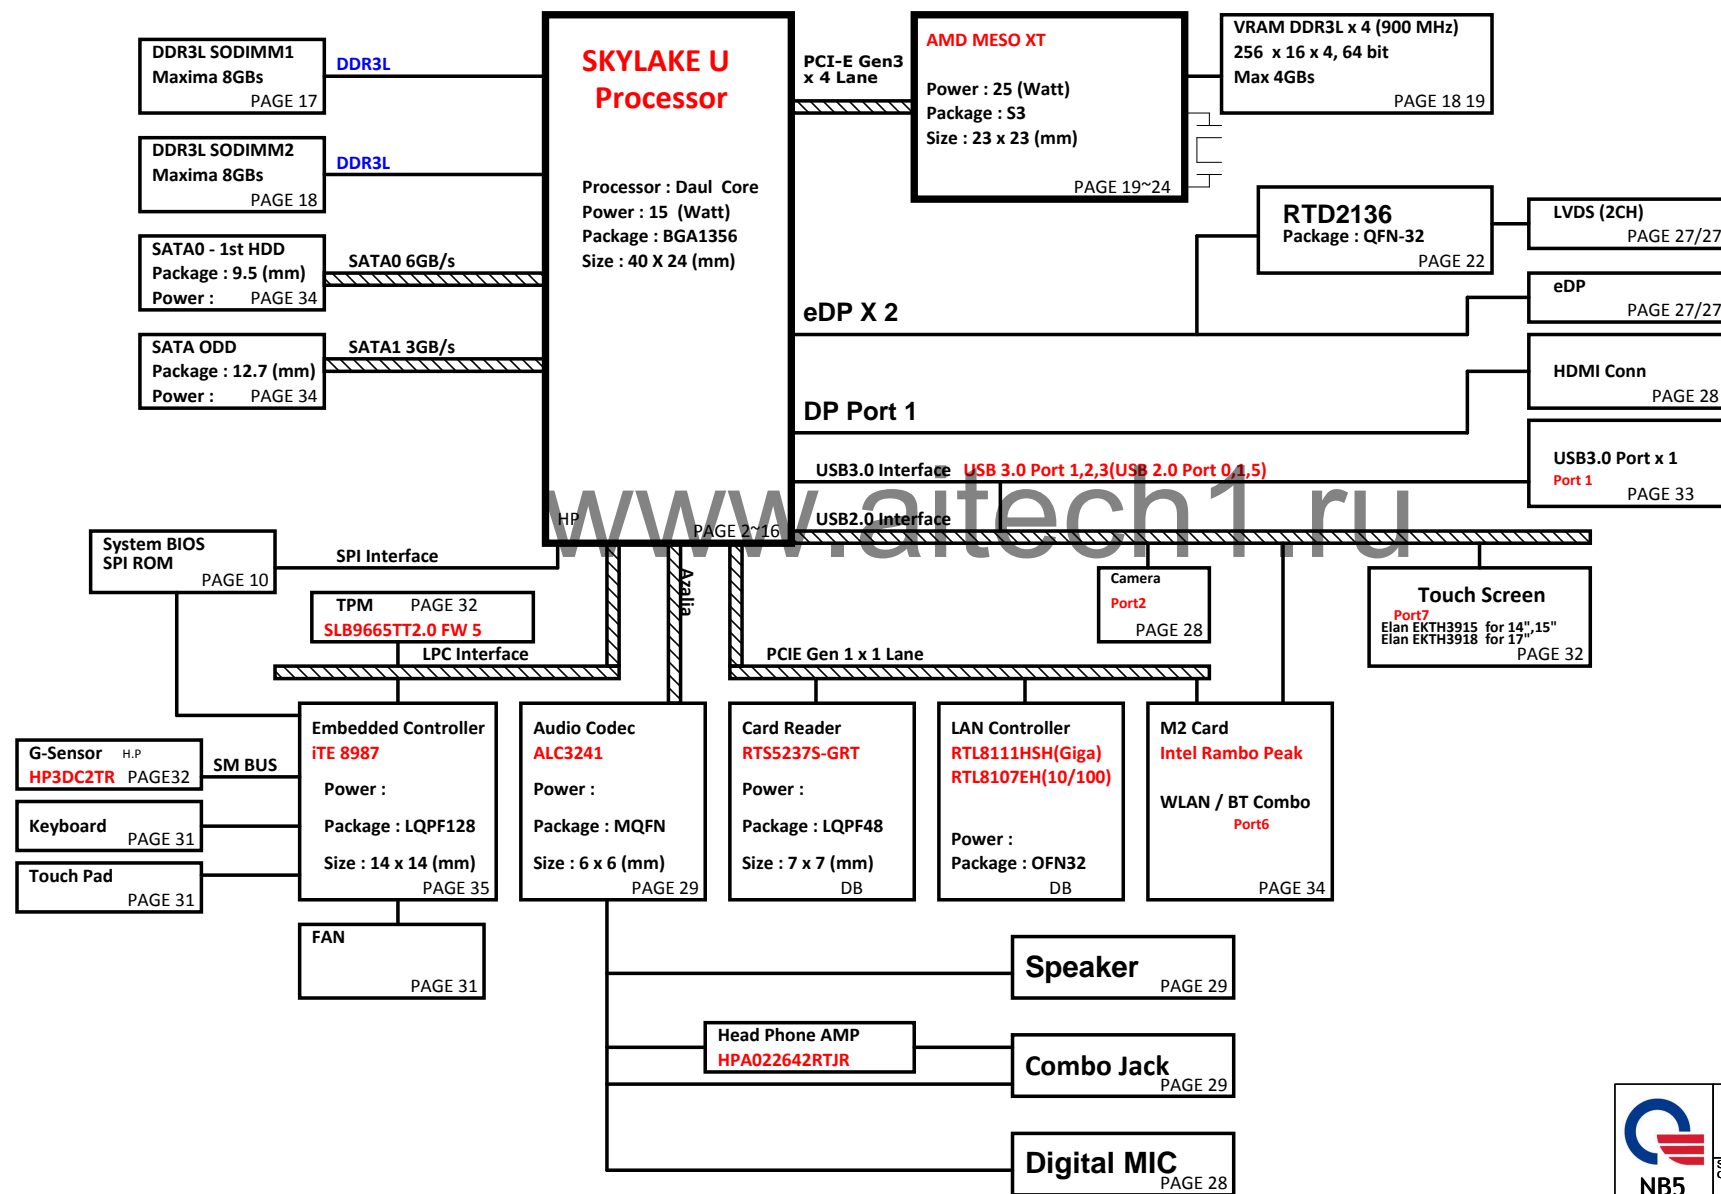 DDR3L SODIMM1
Maxima 8GBs
PAGE 17
DDR3L
DDR3L SODIMM2
Maxima 8GBs
PAGE 18
DDR3L
SATA0 - 1st HDD
Package : 9.5 (mm)
Power : PAGE 34
SATA0 6GB/s
SATA ODD
Package : 12.7 (mm)
Power : PAGE 34
SATA1 3GB/s
SKYLAKE U
Processor
Processor : Daul Core
Power : 15 (Watt)
Package : BGA1356
Size : 40 X 24 (mm)
HP
PAGE 2~16
PCI-E Gen3
x 4 Lane
AMD MESO XT
Power : 25 (Watt)
Package : S3
Size : 23 x 23 (mm)
PAGE 19~24
VRAM DDR3L x 4 (900 MHz)
256 x 16 x 4, 64 bit
Max 4GBs
PAGE 18 19
RTD2136
Package : QFN-32
PAGE 22
LVDS (2CH)
PAGE 27/27
eDP
PAGE 27/27
eDP X 2
HDMI Conn
PAGE 28
DP Port 1
USB3.0 Interface USB 3.0 Port 1,2,3(USB 2.0 Port 0,1,5)
USB3.0 Port x 1
Port 1
PAGE 33
USB2.0 Interface
www.aitech1.ru
System BIOS
SPI ROM
PAGE 10
SPI Interface
TPM PAGE 32
SLB9665TT2.0 FW 5
LPC Interface
Azalia
PCIE Gen 1 x 1 Lane
Camera
Port2
PAGE 28
Touch Screen
Port7
Elan EKTH3915 for 14",15"
Elan EKTH3918 for 17"
PAGE 32
G-Sensor H.P
HP3DC2TR PAGE32
SM BUS
Keyboard
PAGE 31
Touch Pad
PAGE 31
Embedded Controller
iTE 8987
Power :
Package : LQPF128
Size : 14 x 14 (mm)
PAGE 35
Audio Codec
ALC3241
Power :
Package : MQFN
Size : 6 x 6 (mm)
PAGE 29
Card Reader
RTS5237S-GRT
Power :
Package : LQPF48
Size : 7 x 7 (mm)
DB
LAN Controller
RTL8111HSH(Giga)
RTL8107EH(10/100)
Power :
Package : OFN32
DB
M2 Card
Intel Rambo Peak
WLAN / BT Combo
Port6
PAGE 34
FAN
PAGE 31
Speaker
PAGE 29
Head Phone AMP
HPA022642RTJR
Combo Jack
PAGE 29
Digital MIC
PAGE 28
NB5